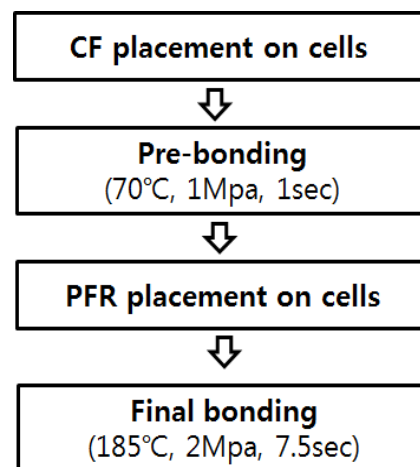 CF placement on cells
Pre-bonding
(70℃, 1Mpa, 1sec)
PFR placement on cells
Final bonding
(185℃, 2Mpa, 7.5sec)